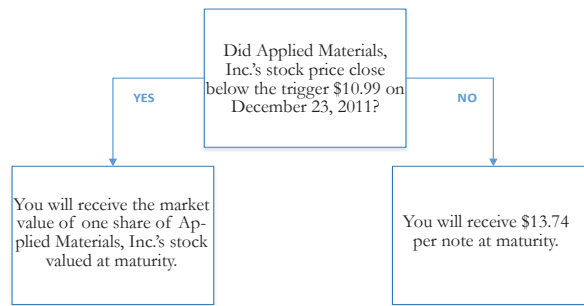 Did Applied Materials,
Inc.'s stock price close
below the trigger $10.99 on
December 23, 2011?
YES
NO
You will receive the market
value of one share of Ap-
plied Materials, Inc.'s stock
valued at maturity.
You will receive $13.74
per note at maturity.